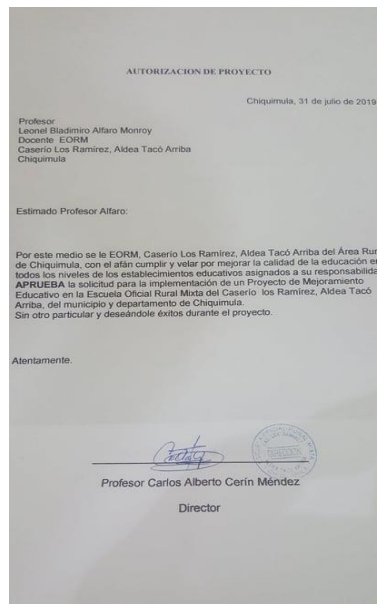 AUTORIZACION DE PROYECTO
Chiquimula, 31 de julio de 2019
Profesor
Leonel Bladimiro Alfaro Monroy
Docente EORM
Caserío Los Ramírez, Aldea Tacó Arriba
Chiquimula
Estimado Profesor Alfaro:
Por este medio se le EORM, Caserío Los Ramírez, Aldea Tacó Arriba del Área Rur
de Chiquimula, con el afán cumplir y velar por mejorar la calidad de la educación en
todos los niveles de los establecimientos educativos asignados a su responsabilida
APRUEBA la solicitud para la implementación de un Proyecto de Mejoramiento
Educativo en la Escuela Oficial Rural Mixta del Caserío los Ramírez, Aldea Tacó
Arriba, del municipio y departamento de Chiquimula.
Sin otro particular y deseándole éxitos durante el proyecto.
Atentamente.
DIRECCION
Profesor Carlos Alberto Cerín Méndez
Director